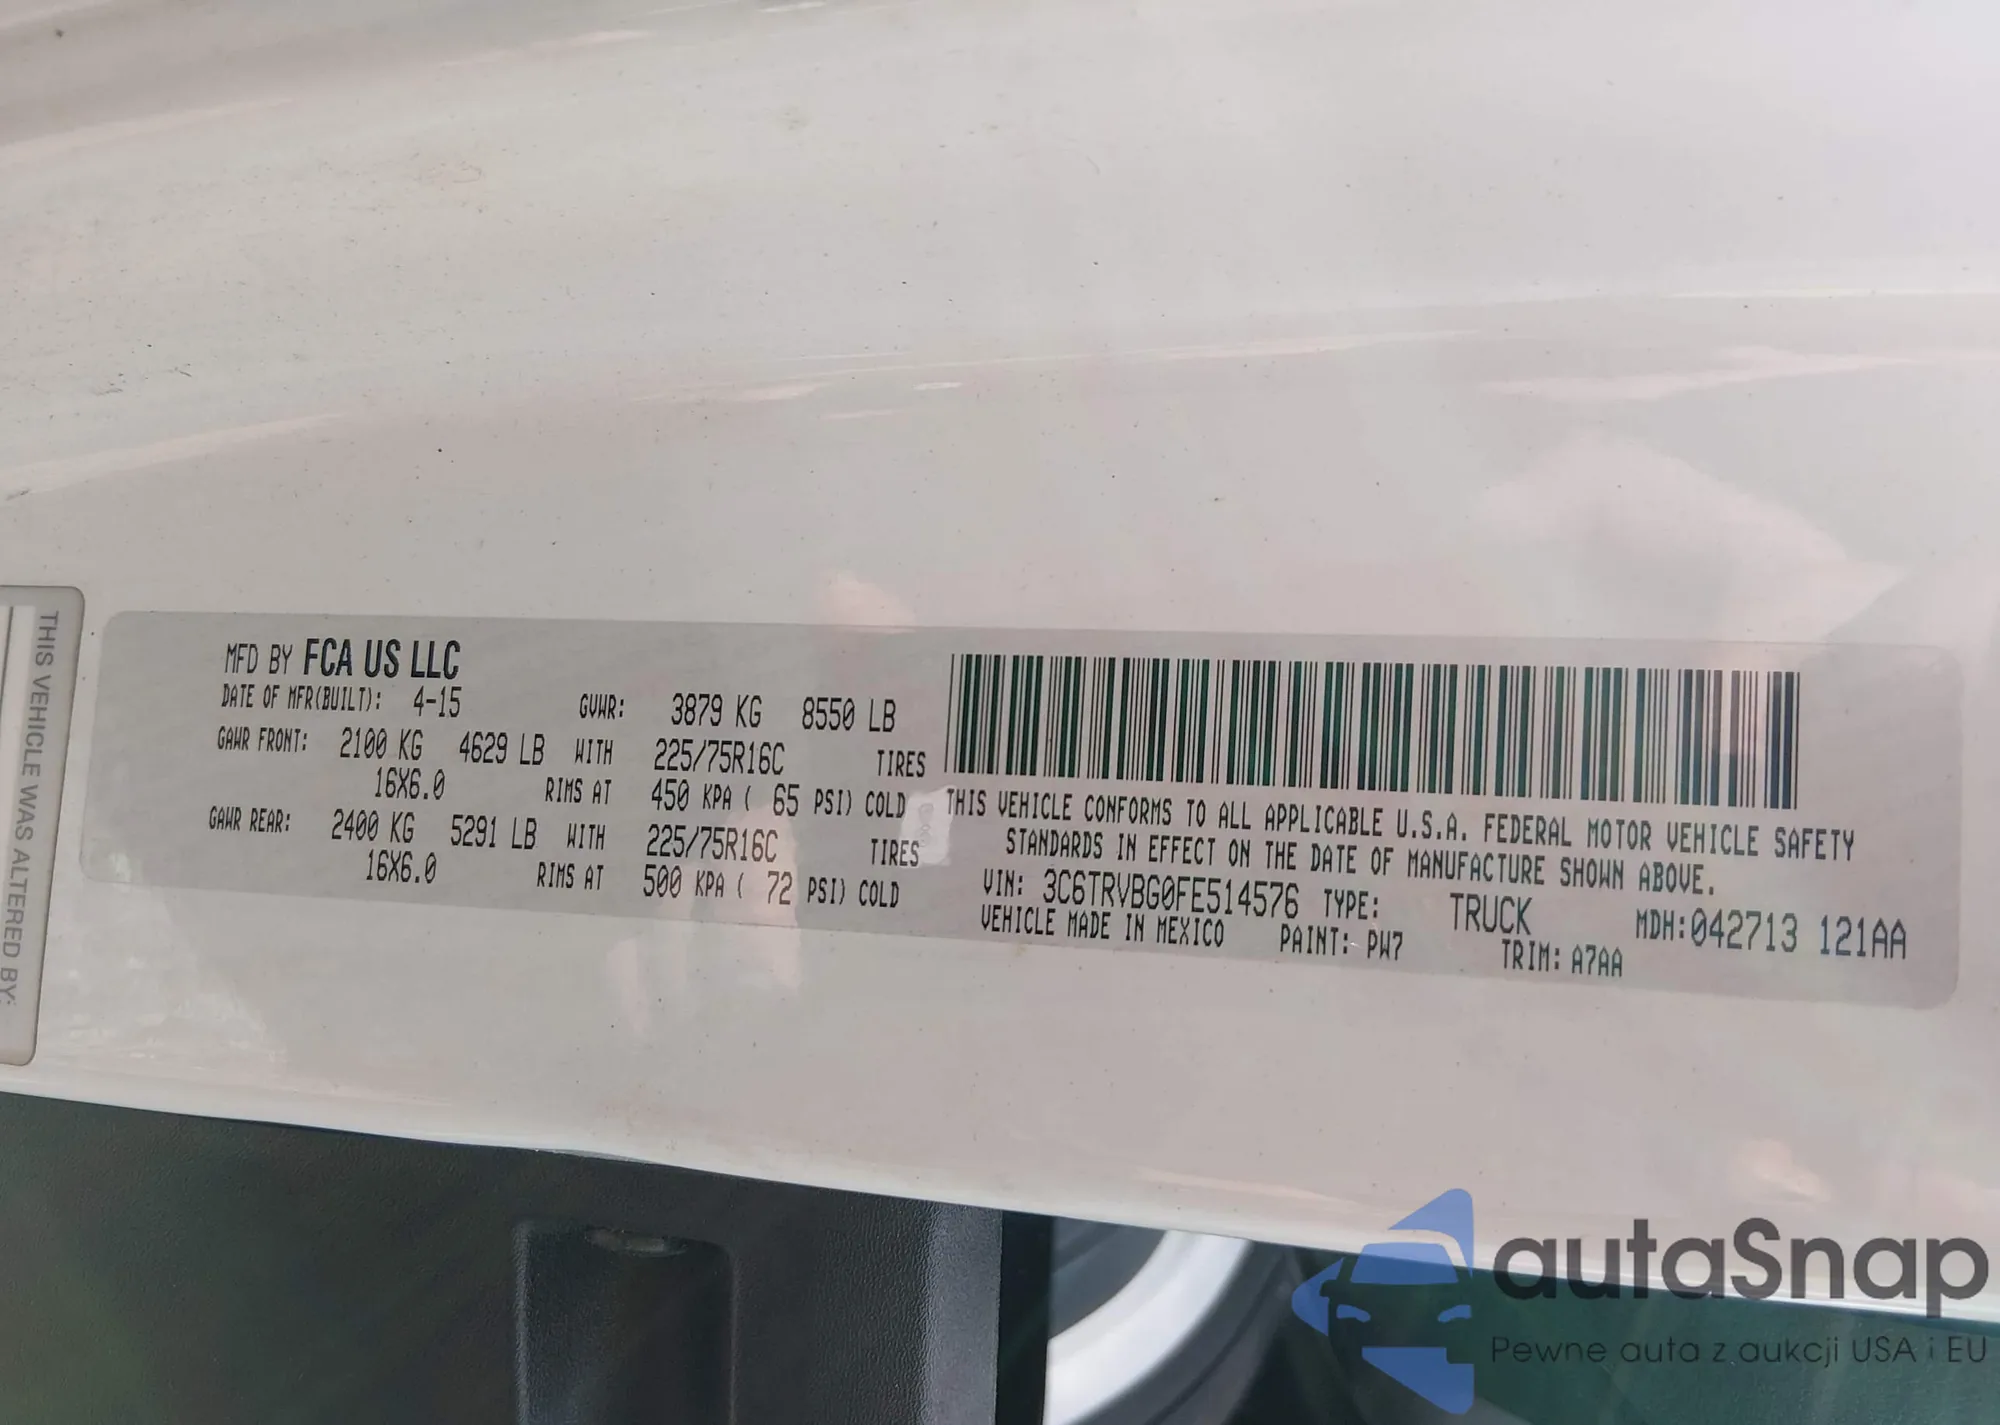 THIS VEHICLE WAS ALTERED BY:
MFD BY FCA US LLC
DATE OF MFR(BUILT): 4-15 GVWR: 3879 KG 8550 LB
GAWR FRONT: 2100 KG 4629 LB WITH 225/75R16C TIRES
16X6.0 RIMS AT 450 KPA ( 65 PSI) COLD
GAWR REAR: 2400 KG 5291 LB WITH 225/75R16C TIRES
16X6.0 RIMS AT 500 KPA ( 72 PSI) COLD
THIS VEHICLE CONFORMS TO ALL APPLICABLE U.S.A. FEDERAL MOTOR VEHICLE SAFETY
STANDARDS IN EFFECT ON THE DATE OF MANUFACTURE SHOWN ABOVE.
VIN: 3C6TRVBG0FE514576 TYPE: TRUCK MDH:042713 121AA
VEHICLE MADE IN MEXICO PAINT: PW7 TRIM: A7AA
autaSnap
Pewne auta z aukcji USA i EU